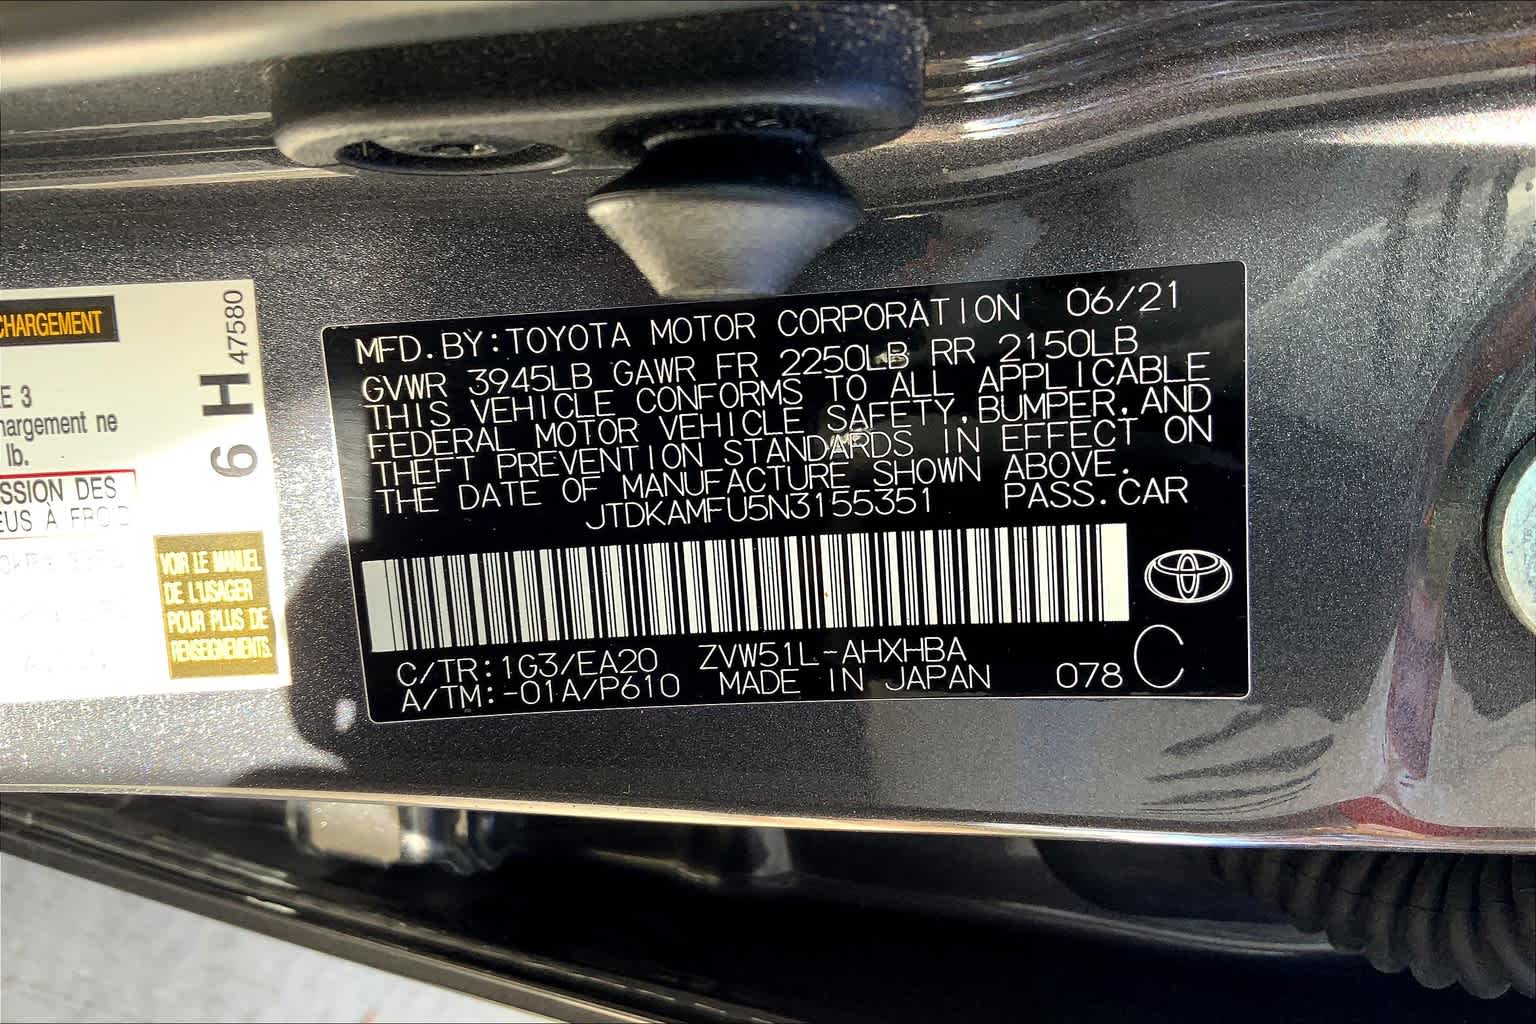 CHARGEMENT
E 3
hargement ne
lb.
SSION DES
EUS À FROID
6 H 47580
VOIR LE MANUEL
DE L'USAGER
POUR PLUS DE
RENSEIGNEMENTS.
MFD.BY:TOYOTA MOTOR CORPORATION 06/21
GVWR 3945LB GAWR FR 2250LB RR 2150LB
THIS VEHICLE CONFORMS TO ALL APPLICABLE
FEDERAL MOTOR VEHICLE SAFETY,BUMPER,AND
THEFT PREVENTION STANDARDS IN EFFECT ON
THE DATE OF MANUFACTURE SHOWN ABOVE.
JTDKAMFU5N3155351 PASS.CAR
C/TR:1G3/EA20 ZVW51L-AHXHBA
A/TM:-01A/P610 MADE IN JAPAN 078 C